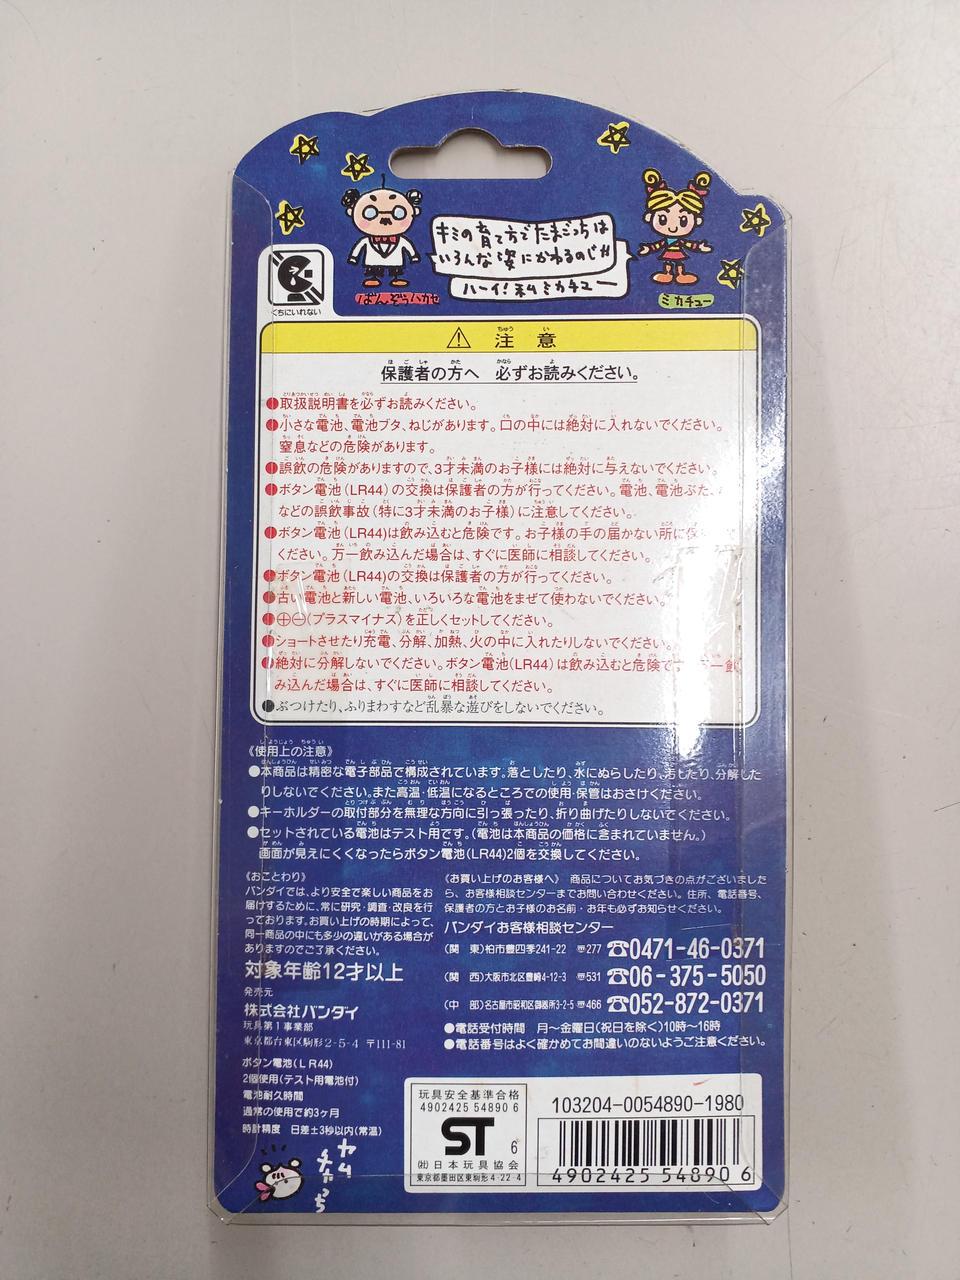 キミの育て方でたまごっちは
いろんな姿にかわるのじゃ
ハーイ!私ミカチュー
ばんぞういかせ
ミカチュー
くちにいれない
注意
保護者の方へ 必ずお読みください。
●取扱説明書を必ずお読みください。
●小さな電池、電池ブタ、ねじがあります。口の中には絶対に入れないでください。
窒息などの危険があります。
●誤飲の危険がありますので、3才未満のお子様には絶対に与えないでください。
●ボタン電池(LR44)の交換は保護者の方が行ってください。電池、電池ぶた
などの誤飲事故(特に3才未満のお子様)に注意してください。
●ボタン電池(LR44)は飲み込むと危険です。お子様の手の届かない所に保
ください。万一飲み込んだ場合は、すぐに医師に相談してください。
●ボタン電池(LR44)の交換は保護者の方が行ってください。
●古い電池と新しい電池、いろいろな電池をまぜて使わないでください。
●⊕⊖(プラスマイナス)を正しくセットしてください。
●ショートさせたり充電、分解、加熱、火の中に入れたりしないでください。
●絶対に分解しないでください。ボタン電池(LR44)は飲み込むと危険です 万一飲
み込んだ場合は、すぐに医師に相談してください。
●ぶつけたり、ふりまわすなど乱暴な遊びをしないでください。
《使用上の注意》
●本商品は精密な電子部品で構成されています。落としたり、水にぬらしたり、汚したり、分解した
りしないでください。また高温・低温になるところでの使用・保管はおさけください。
●キーホルダーの取付部分を無理な方向に引っ張ったり、折り曲げたりしないでください。
●セットされている電池はテスト用です。(電池は本商品の価格に含まれていません。)
画面が見えにくくなったらボタン電池(LR44)2個を交換してください。
《おことわり》
バンダイでは、より安全で楽しい商品をお
届けするために、常に研究・調査・改良を行
っております。お買い上げの時期によって、
同一商品の中にも多少の違いがある場合が
ありますのでご了承ください。
対象年齢12才以上
発売元
株式会社バンダイ
玩具第1事業部
東京都台東区駒形2-5-4 〒111-81
ボタン電池(LR44)
2個使用(テスト用電池付)
電池耐久時間
通常の使用で約3ヶ月
時計精度 日差±3秒以内(常温)
《お買い上げのお客様へ》 商品についてお気づきの点がございました
ら、お客様相談センターまでお問い合わせください。住所、電話番号、
保護者の方とお子様のお名前・お年も必ずお知らせください。
バンダイお客様相談センター
(関 東)柏市豊四季241-22 〒277 ☎0471-46-0371
(関 西)大阪市北区豊崎4-12-3 〒531 ☎06-375-5050
(中 部)名古屋市昭和区御器所3-2-5 〒466 ☎052-872-0371
●電話受付時間 月〜金曜日(祝日を除く)10時〜16時
●電話番号はよく確かめてお間違いのないようご注意ください。
玩具安全基準合格
4902425 54890 6
ST 6
(社)日本玩具協会
東京都墨田区東駒形4-22-4
103204-0054890-1980
4902425 54890 6